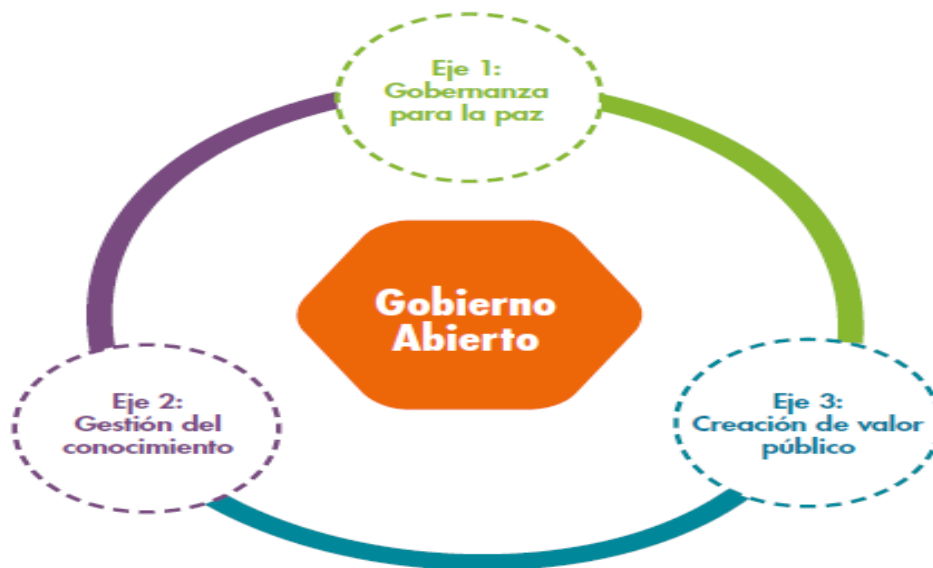 Eje 1:
Gobernanza
para la paz
Gobierno
Abierto
Eje 2:
Gestión del
conocimiento
Eje 3:
Creación de valor
público